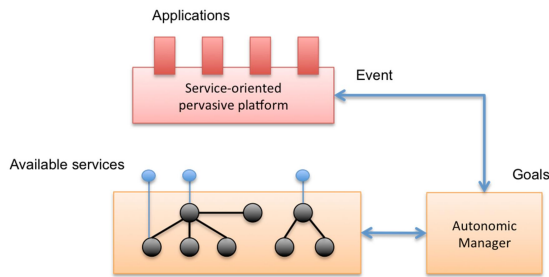 Applications
Service-oriented
pervasive platform
Event
Available services
Goals
Autonomic
Manager